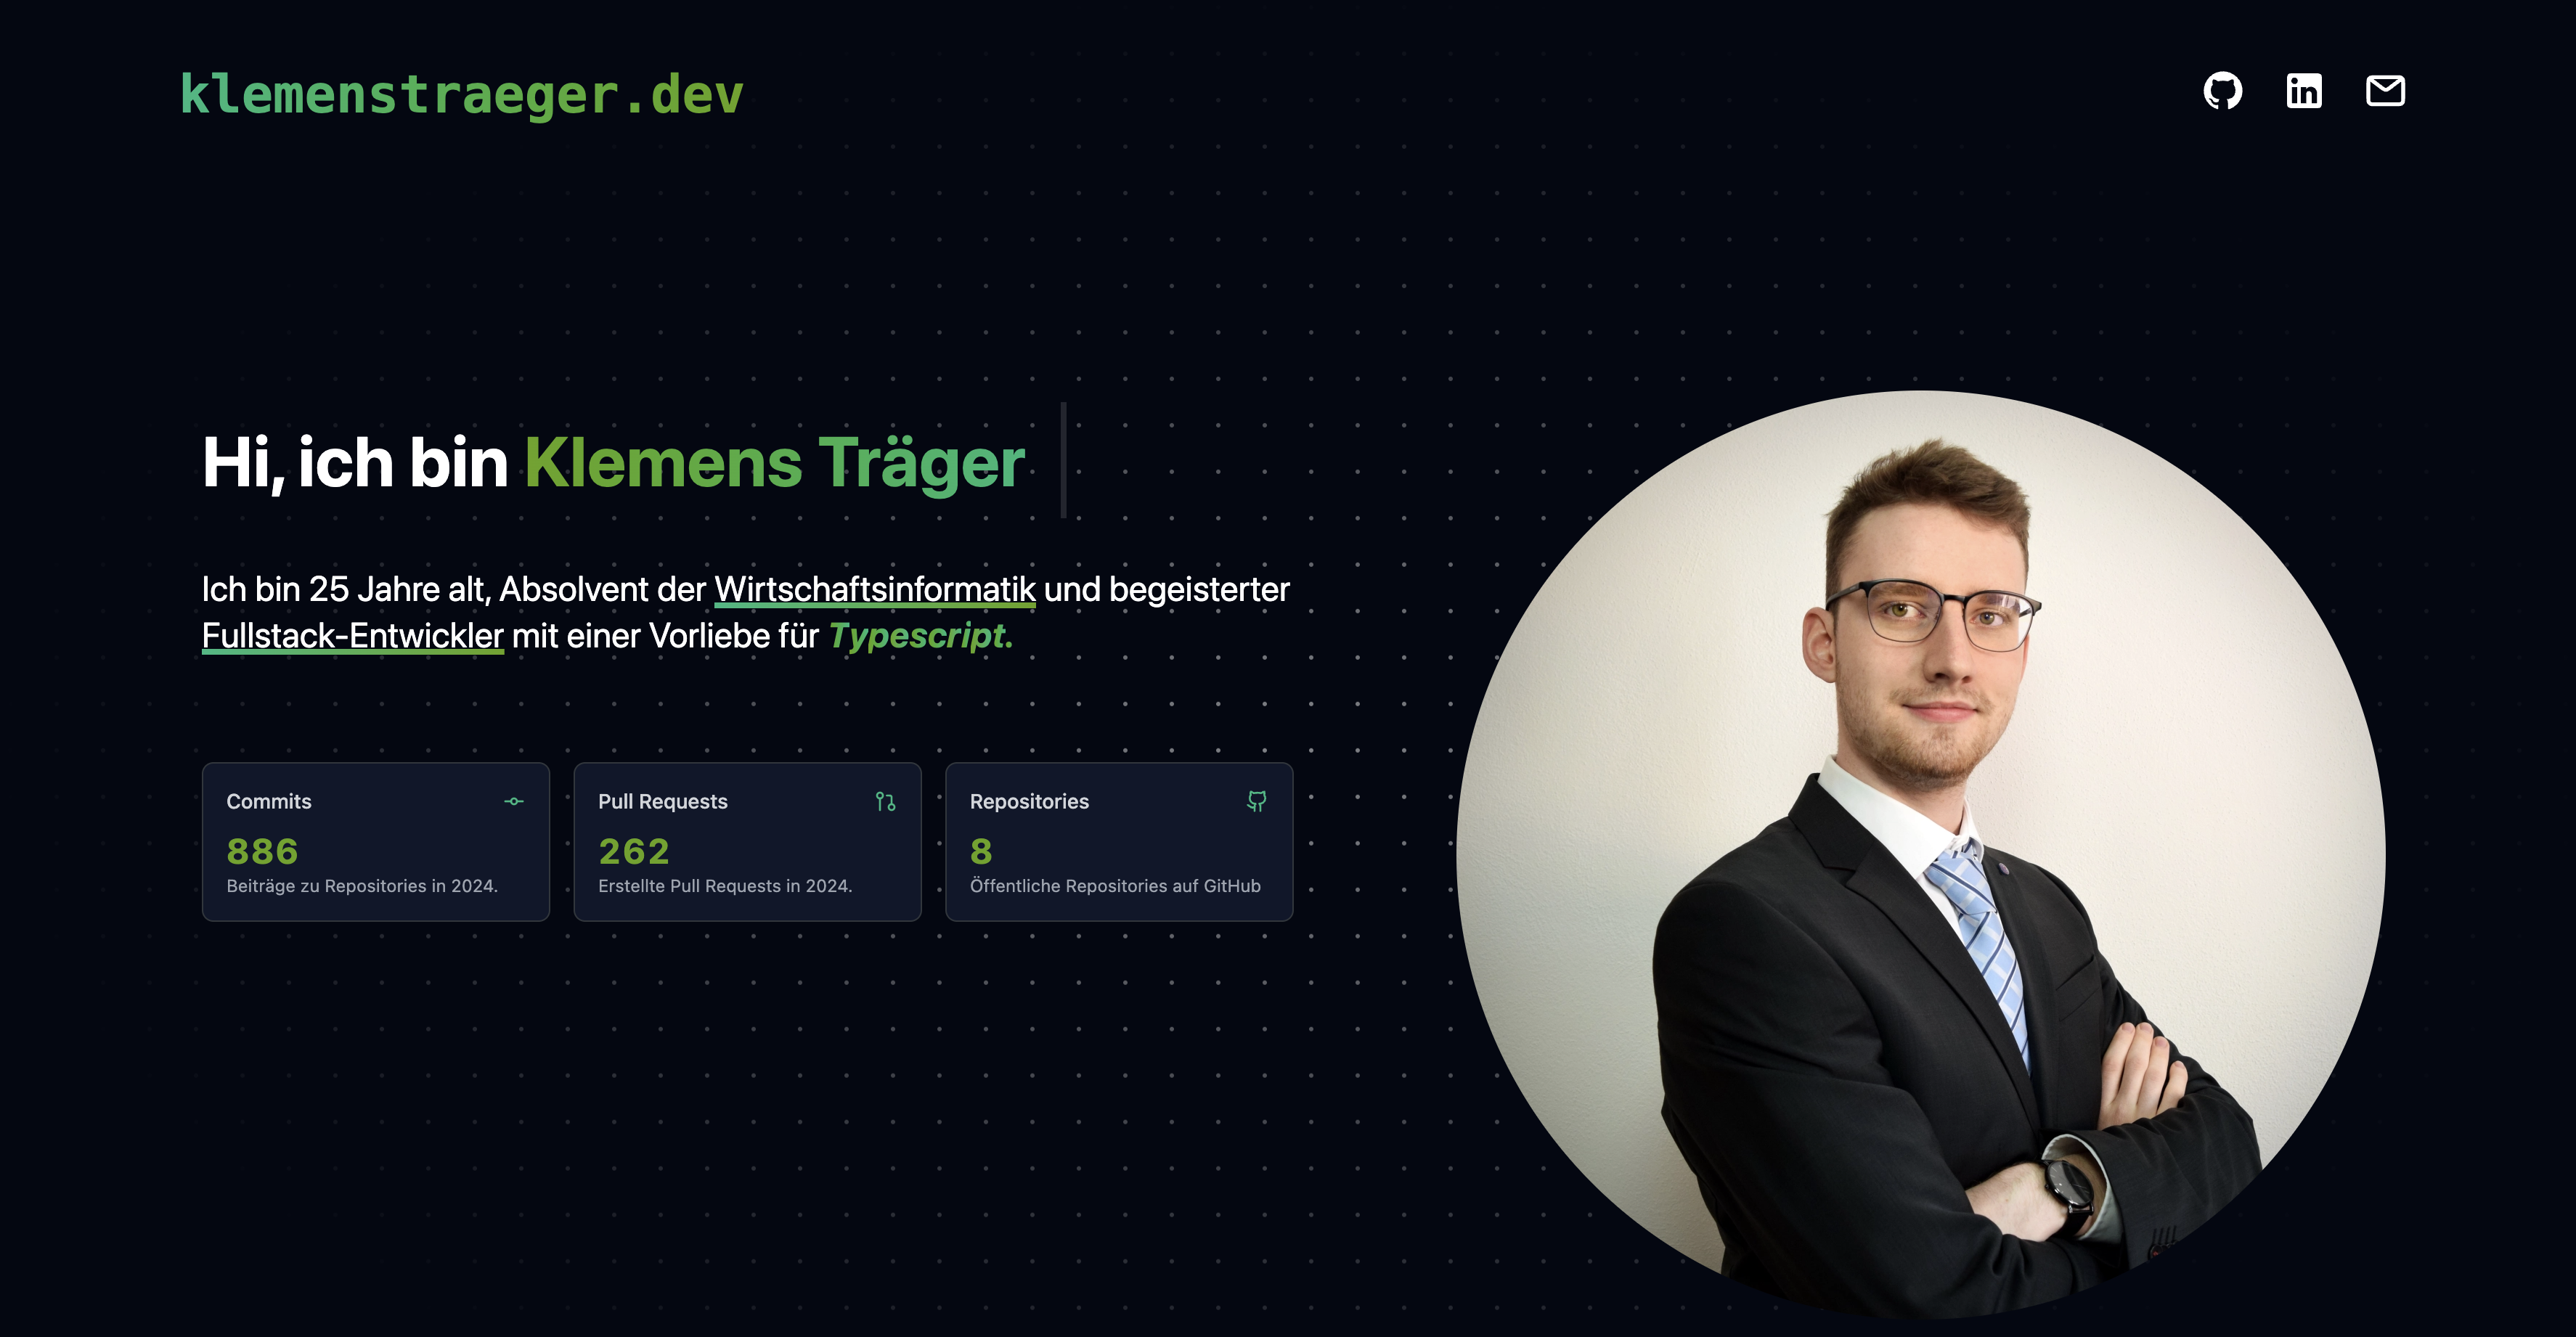 klemenstraeger.dev
Hi, ich bin Klemens Träger
Ich bin 25 Jahre alt, Absolvent der Wirtschaftsinformatik und begeisterter
Fullstack-Entwickler mit einer Vorliebe für Typescript.
Commits
886
Beiträge zu Repositories in 2024.
Pull Requests
262
Erstellte Pull Requests in 2024.
Repositories
8
Öffentliche Repositories auf GitHub